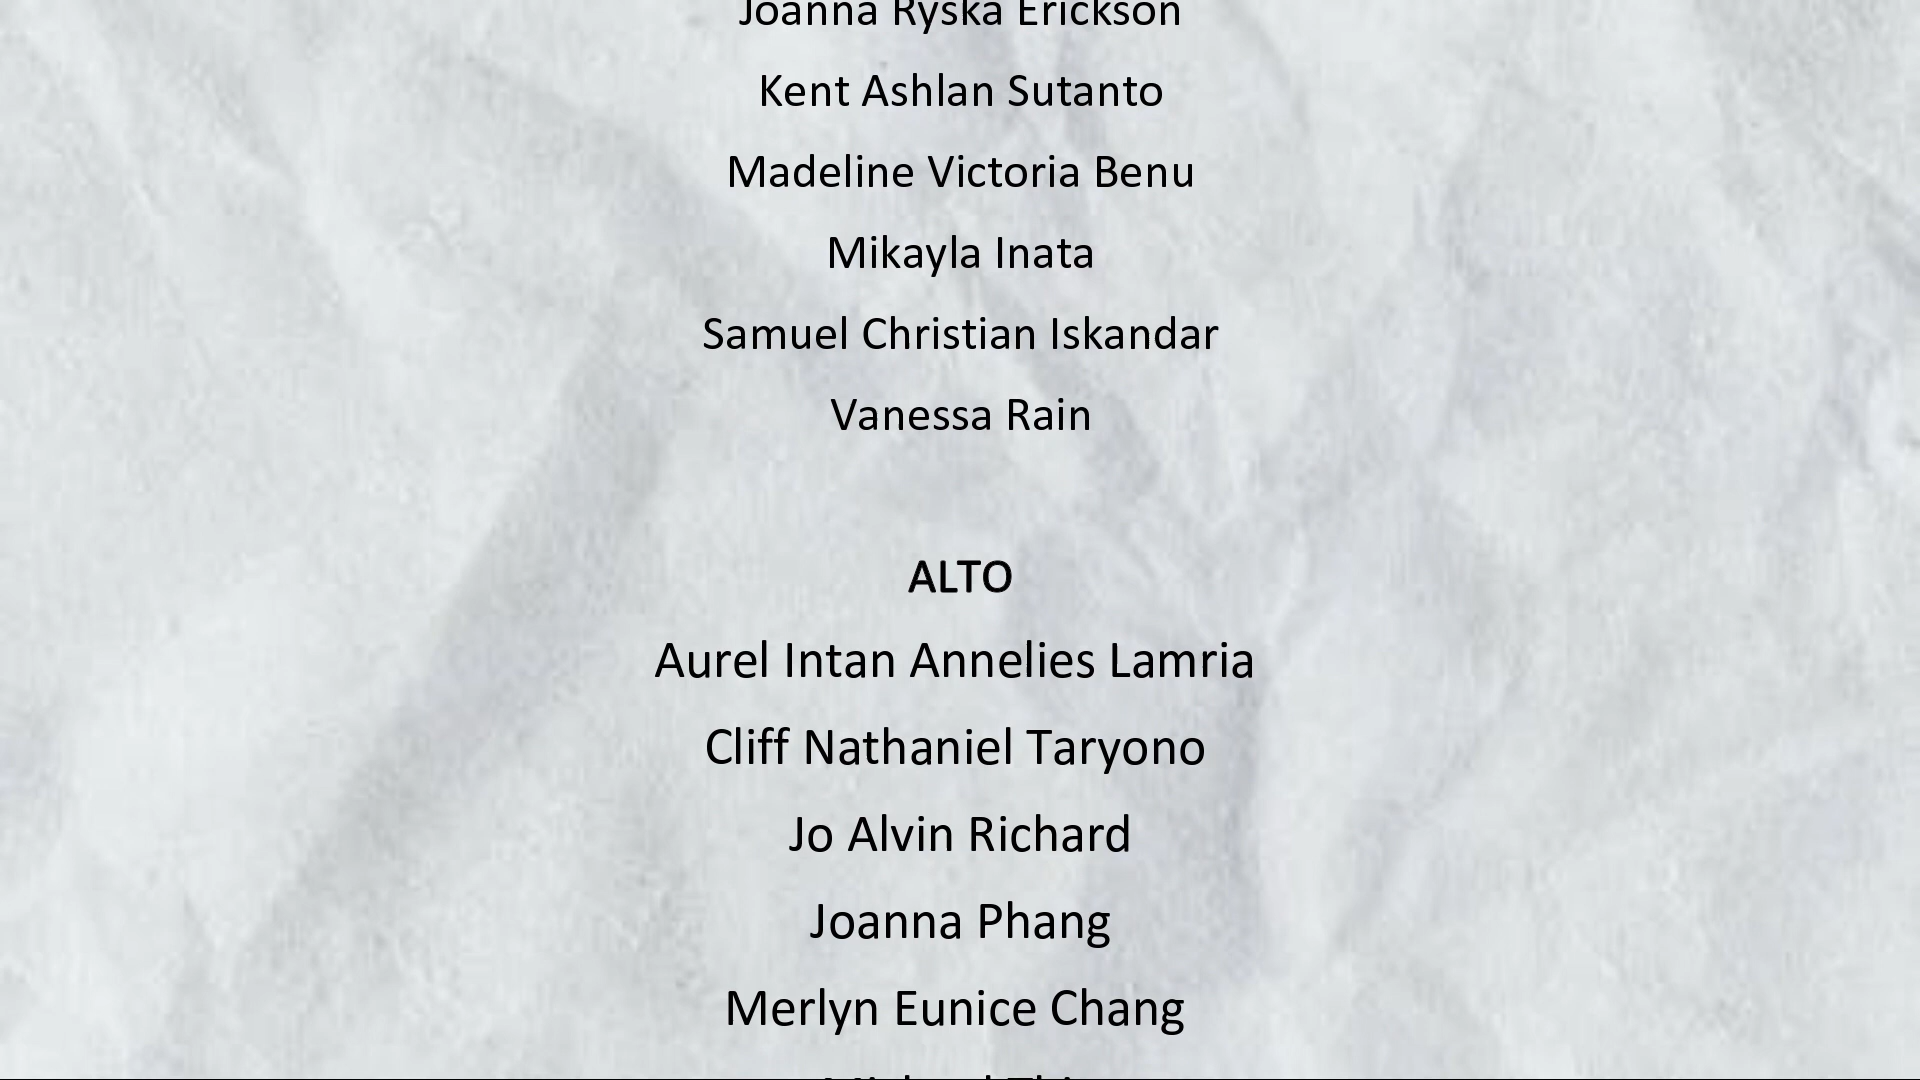 Joanna Ryska Erickson
Kent Ashlan Sutanto
Madeline Victoria Benu
Mikayla Inata
Samuel Christian Iskandar
Vanessa Rain
ALTO
Aurel Intan Annelies Lamria
Cliff Nathaniel Taryono
Jo Alvin Richard
Joanna Phang
Merlyn Eunice Chang